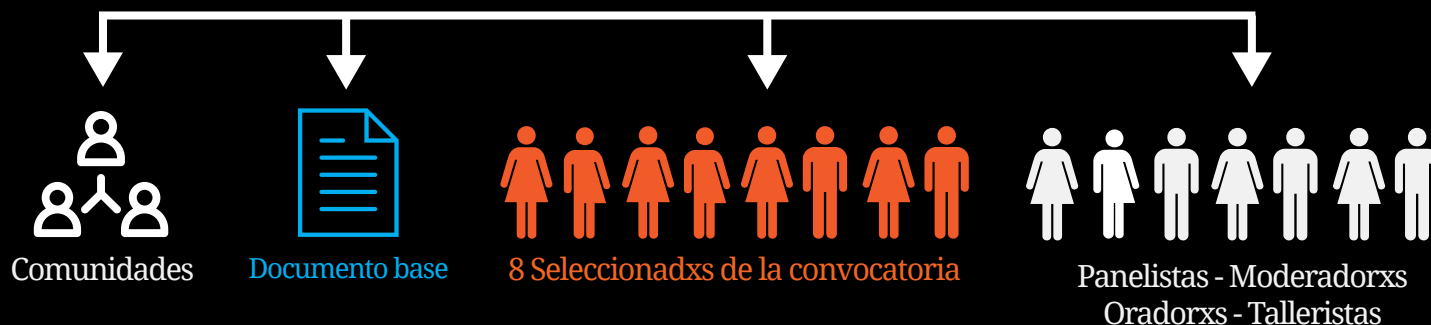 Comunidades
Documento base
8 Seleccionadxs de la convocatoria
Panelistas - Moderadorxs
Oradorxs - Talleristas